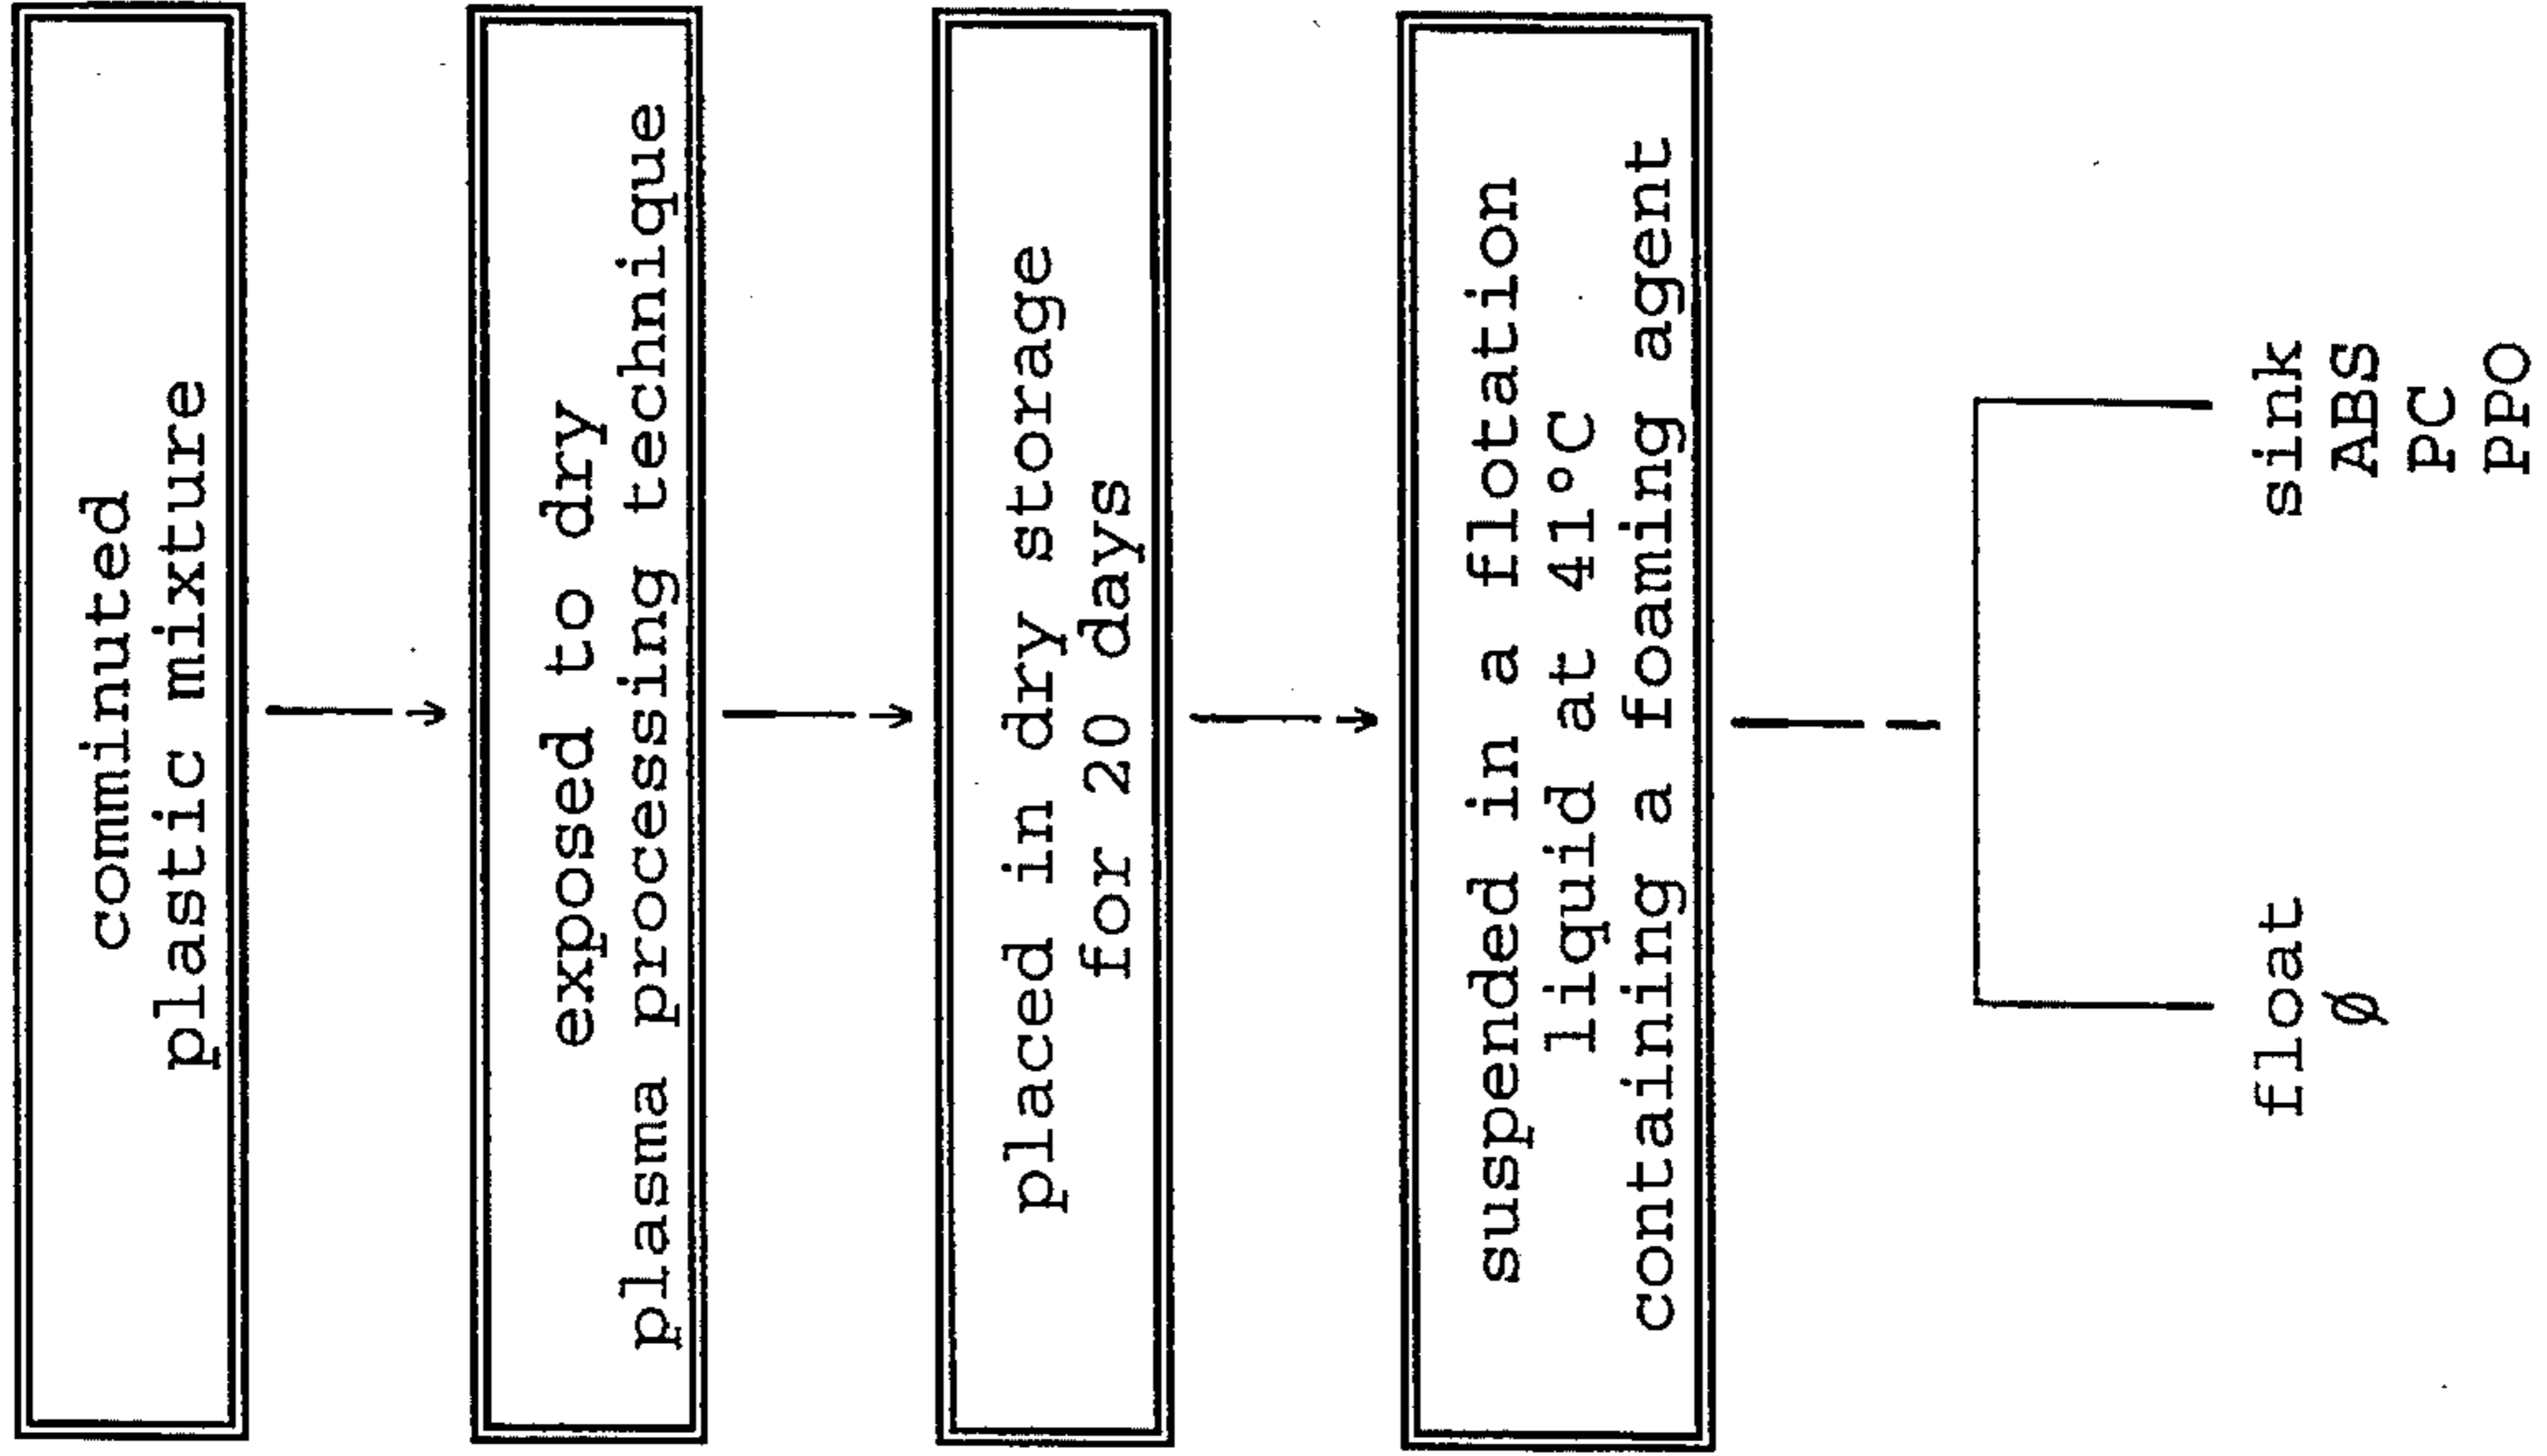 comminuted
plastic mixture
exposed to dry
plasma processing technique
placed in dry storage
for 20 days
suspended in a flotation
liquid at 41°C
containing a foaming agent
float
Ø
sink
ABS
PC
PPO